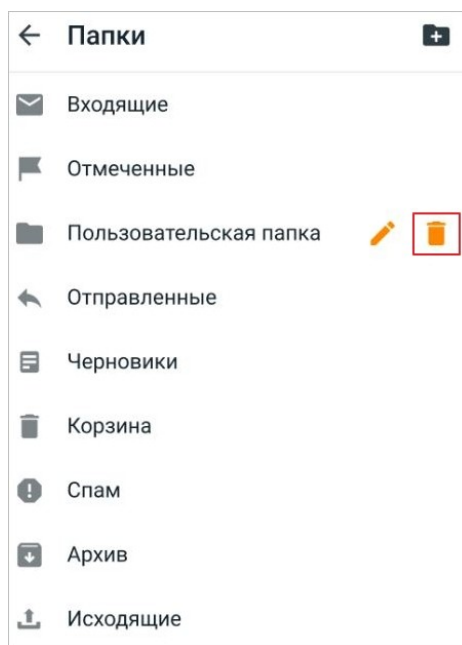 Папки
Входящие
Отмеченные
Пользовательская папка
Отправленные
Черновики
Корзина
Спам
Архив
Исходящие